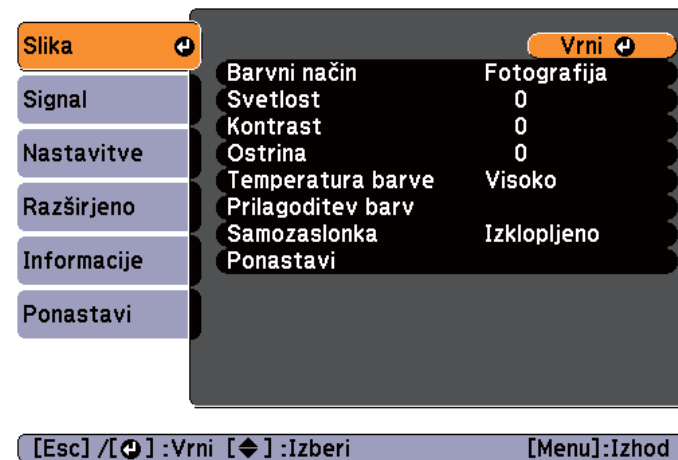 Slika
Signal
Nastavitve
Razširjeno
Informacije
Ponastavi
Vrni
Barvni način Fotografija
Svetlost 0
Kontrast 0
Ostrina 0
Temperatura barve Visoko
Prilagoditev barv
Samozaslonka Izklopljeno
Ponastavi
[Esc] /[⏎] :Vrni [◆] :Izberi [Menu]:Izhod